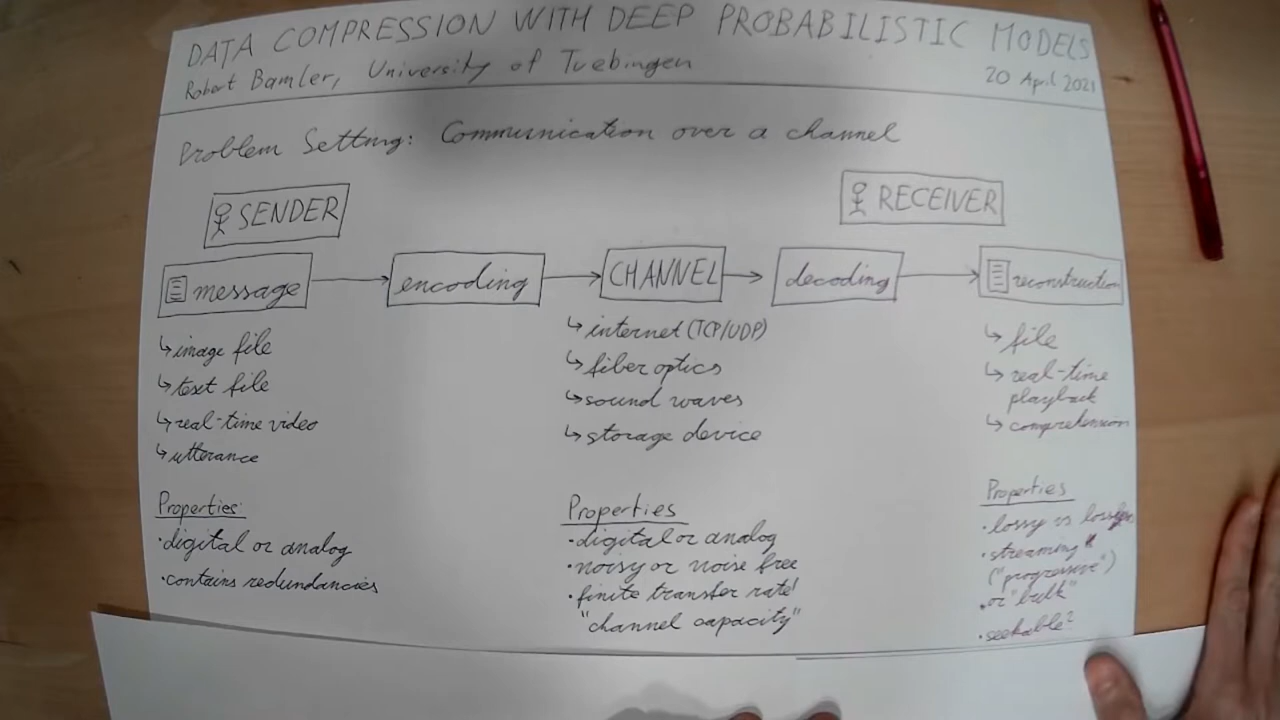 DATA COMPRESSION WITH DEEP PROBABILISTIC MODELS
Robert Bamler, University of Tuebingen
20 April 2021
Problem Setting: Communication over a channel
SENDER
RECEIVER
message
encoding
CHANNEL
decoding
reconstruction
↳ image file
↳ text file
↳ real-time video
↳ utterance
Properties:
· digital or analog
· contains redundancies
↳ internet (TCP/UDP)
↳ fiber optics
↳ sound waves
↳ storage device
Properties
· digital or analog
· noisy or noise free
· finite transfer rate
"channel capacity"
↳ file
↳ real-time
playback
↳ comprehension
Properties
· lossy vs lossless
· streaming"
("progressive")
· or "bulk"
· seekable?